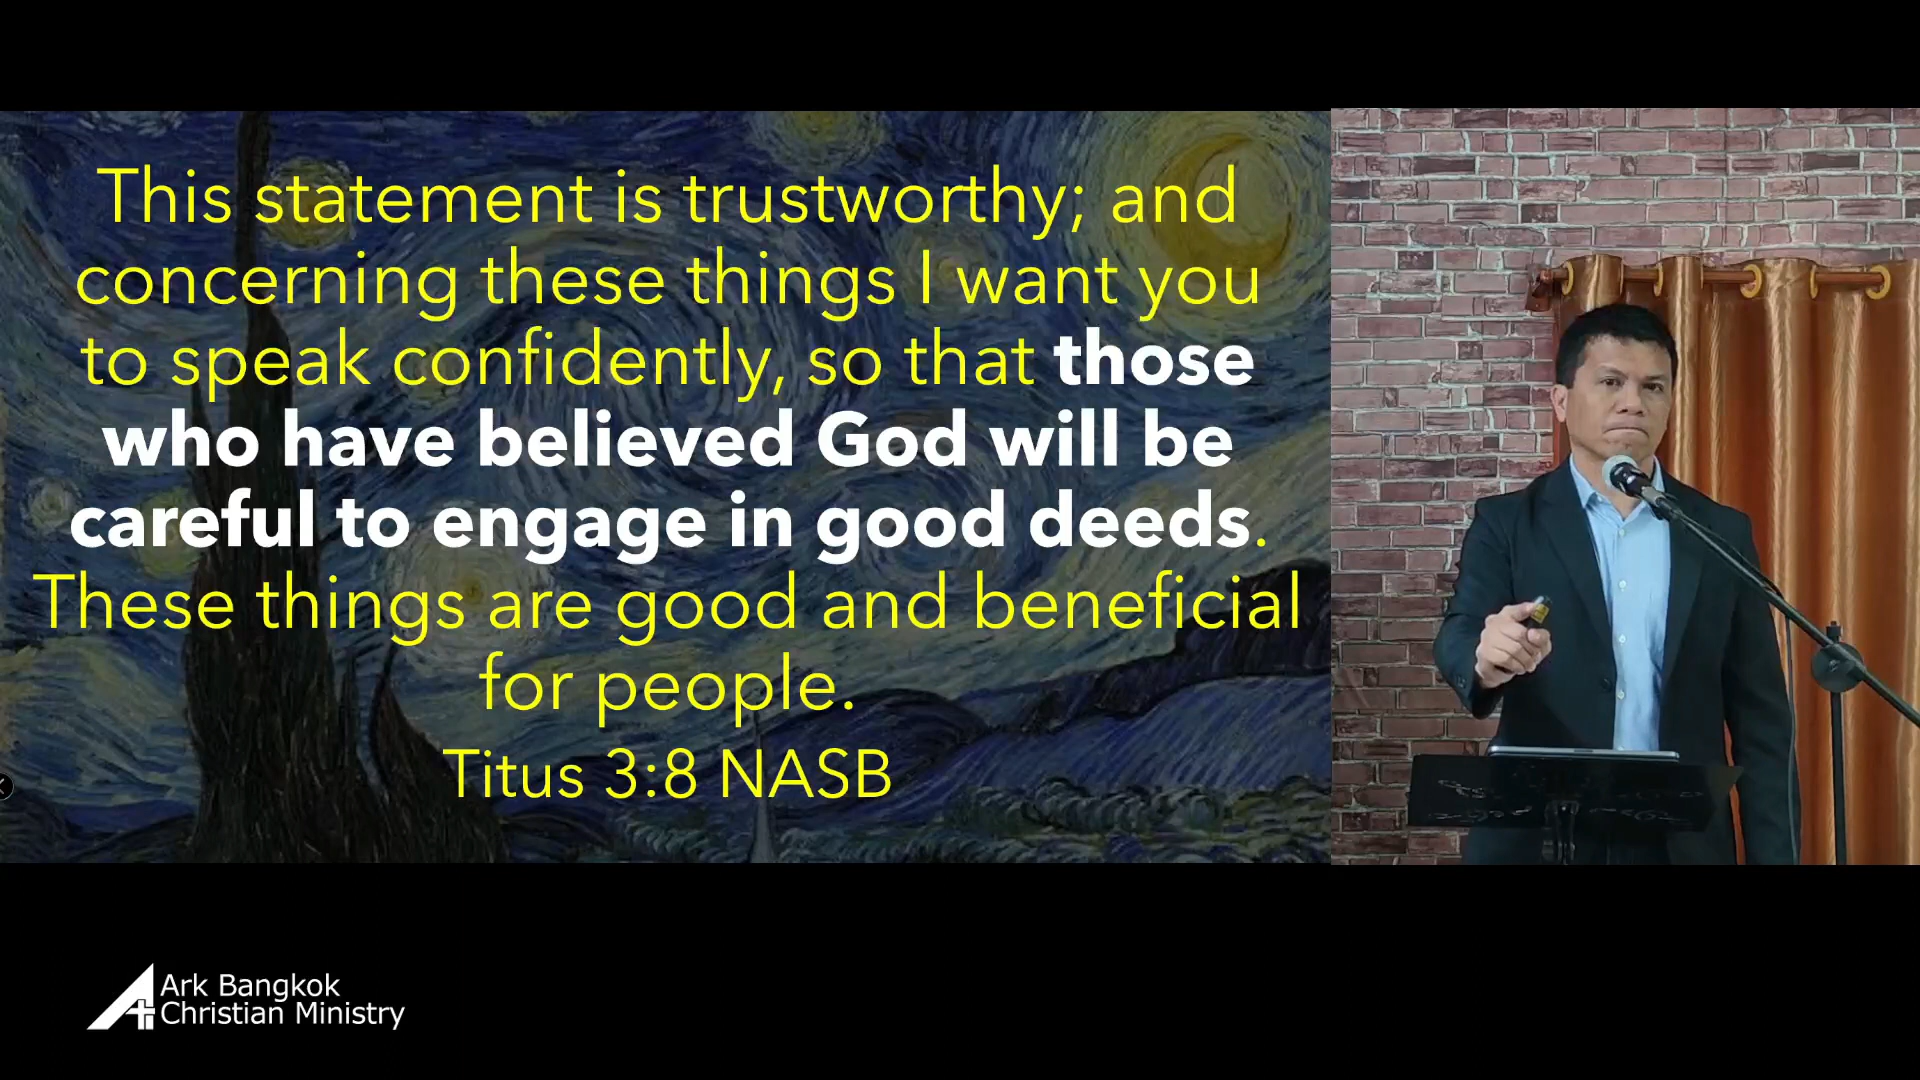 This statement is trustworthy; and
concerning these things I want you
to speak confidently, so that those
who have believed God will be
careful to engage in good deeds.
These things are good and beneficial
for people.
Titus 3:8 NASB
Ark Bangkok
Christian Ministry